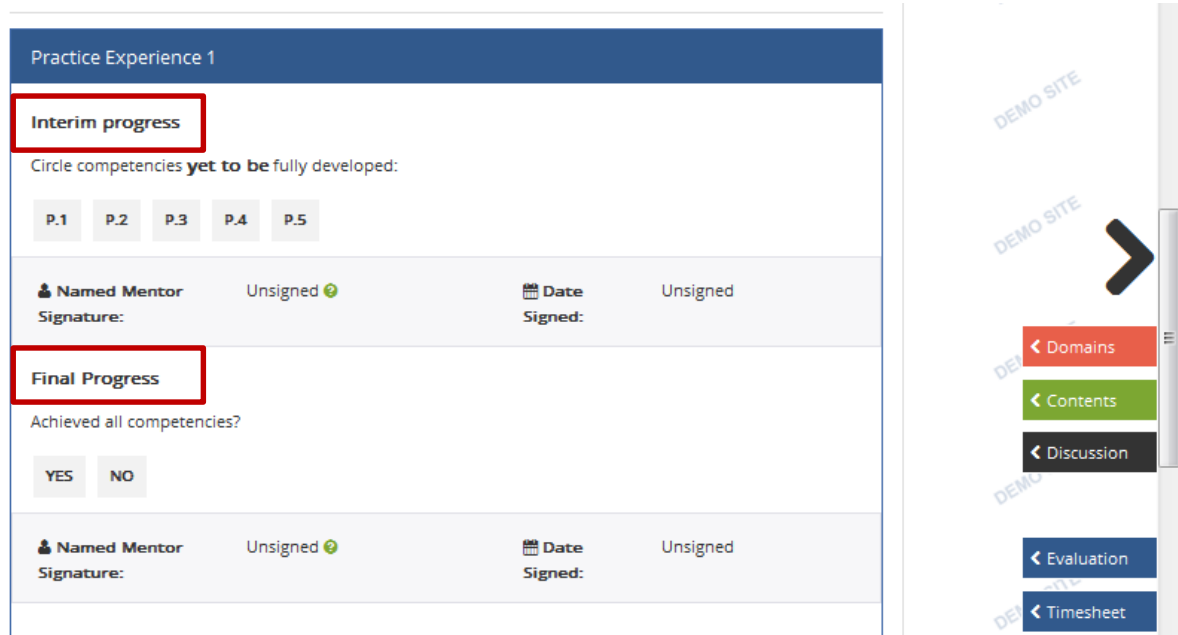 Practice Experience 1
Interim progress
Circle competencies yet to be fully developed:
P.1 P.2 P.3 P.4 P.5
Named Mentor Signature: Unsigned Date Signed: Unsigned
Final Progress
Achieved all competencies?
YES NO
Named Mentor Signature: Unsigned Date Signed: Unsigned
DEMO SITE
DEMO SITE
Domains
Contents
Discussion
DEMO
Evaluation
Timesheet